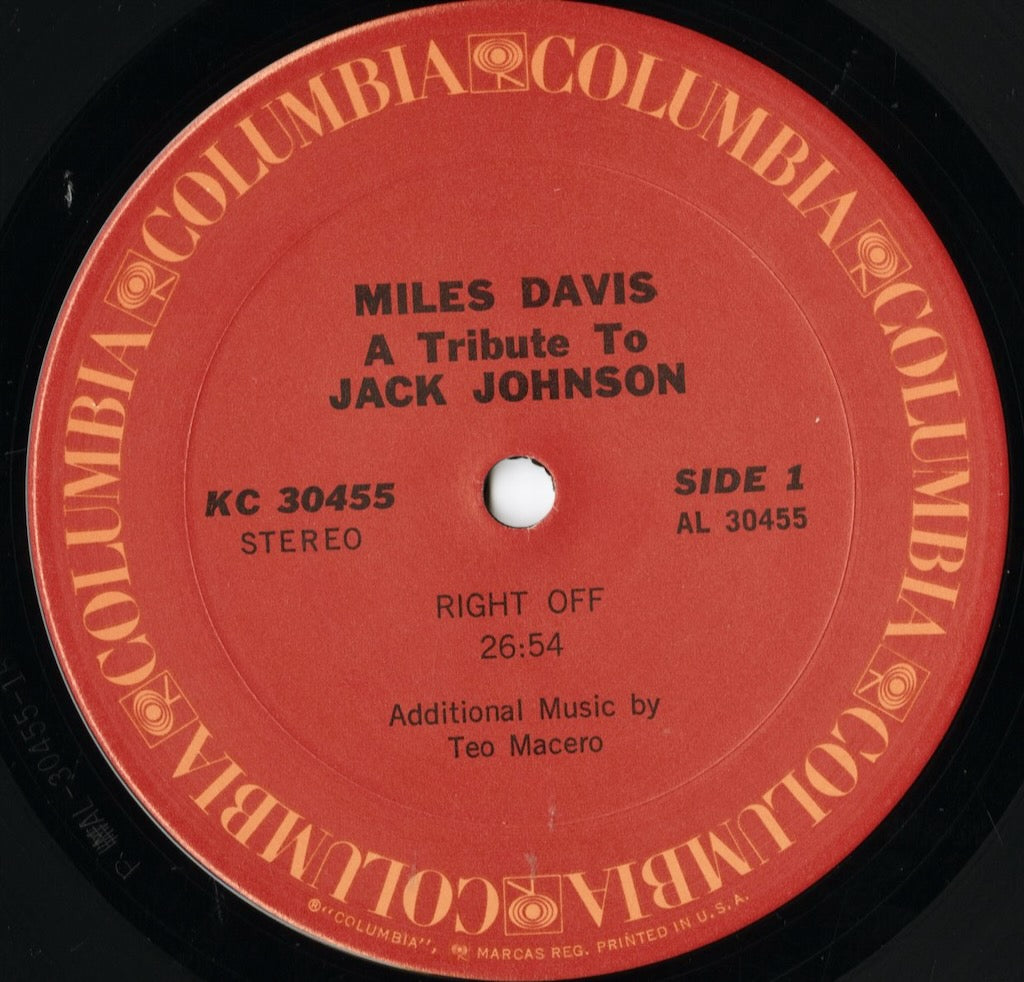 COLUMBIA COLUMBIA COLUMBIA COLUMBIA COLUMBIA COLUMBIA
MILES DAVIS
A Tribute To
JACK JOHNSON
KC 30455
STEREO
SIDE 1
AL 30455
RIGHT OFF
26:54
Additional Music by
Teo Macero
®"COLUMBIA", MARCAS REG. PRINTED IN U.S.A.